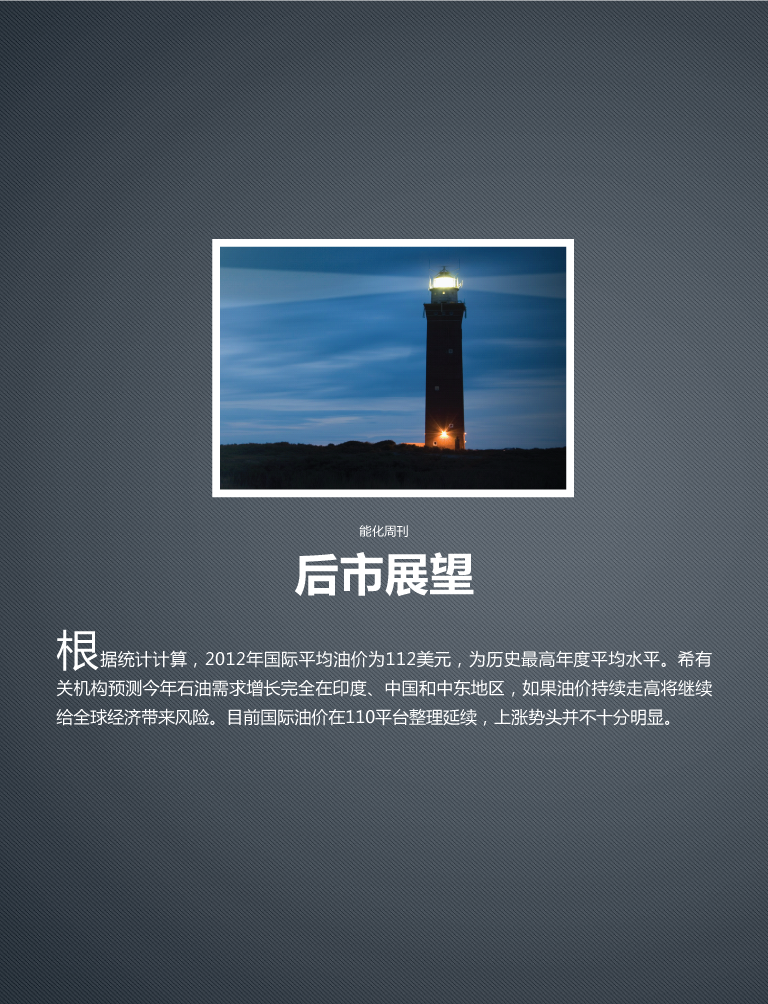 能化周刊
后市展望
根据统计计算，2012年国际平均油价为112美元，为历史最高年度平均水平。希有
关机构预测今年石油需求增长完全在印度、中国和中东地区，如果油价持续走高将继续
给全球经济带来风险。目前国际油价在110平台整理延续，上涨势头并不十分明显。